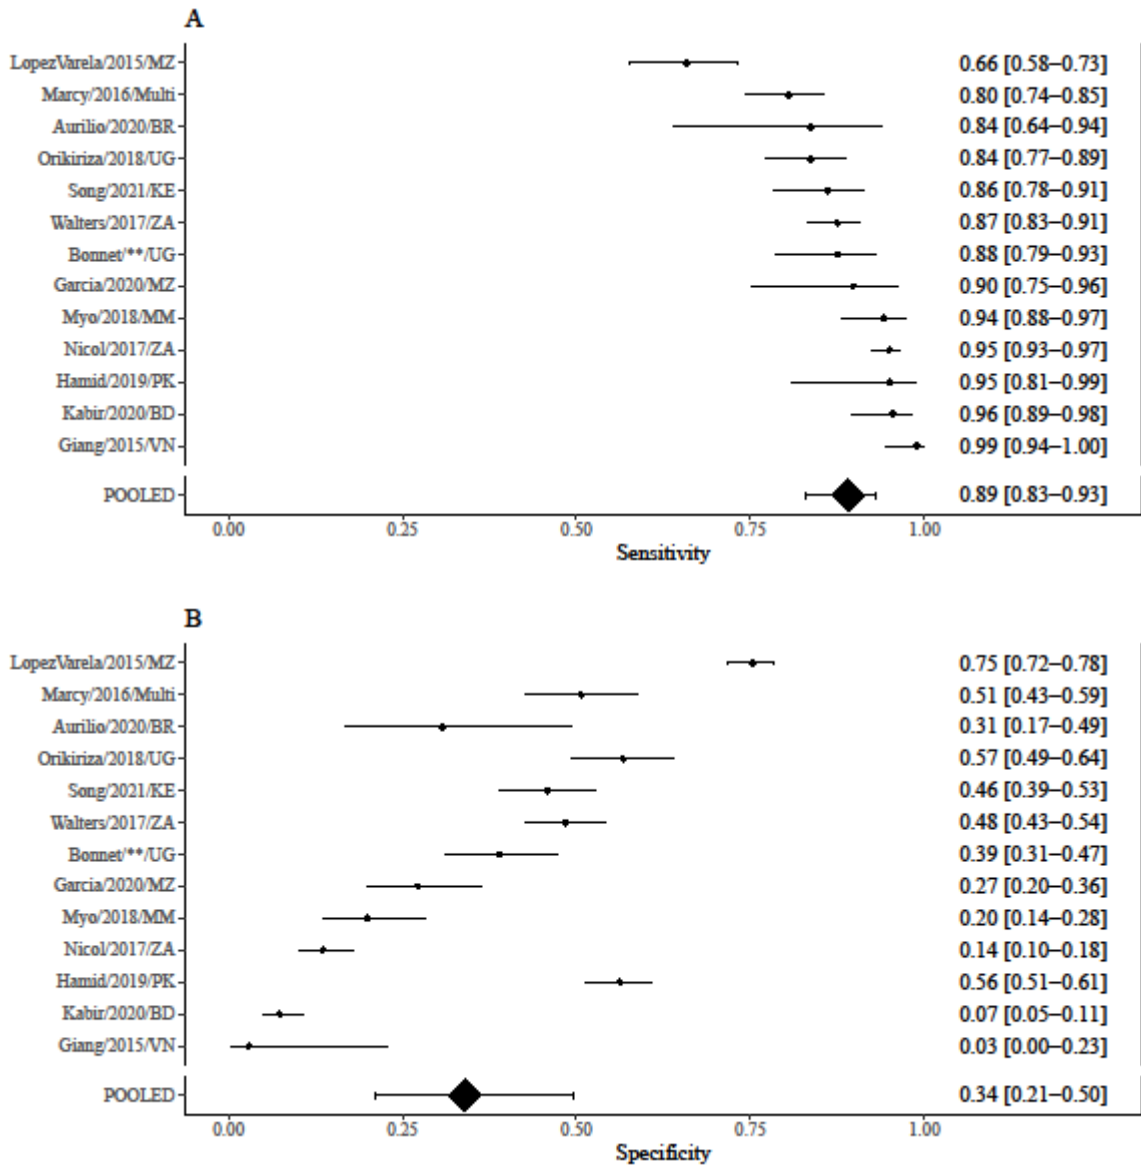 A
LopezVarela/2015/MZ 0.66 [0.58–0.73]
Marcy/2016/Multi 0.80 [0.74–0.85]
Aurilio/2020/BR 0.84 [0.64–0.94]
Orikiriza/2018/UG 0.84 [0.77–0.89]
Song/2021/KE 0.86 [0.78–0.91]
Walters/2017/ZA 0.87 [0.83–0.91]
Bonnet/**/UG 0.88 [0.79–0.93]
Garcia/2020/MZ 0.90 [0.75–0.96]
Myo/2018/MM 0.94 [0.88–0.97]
Nicol/2017/ZA 0.95 [0.93–0.97]
Hamid/2019/PK 0.95 [0.81–0.99]
Kabir/2020/BD 0.96 [0.89–0.98]
Giang/2015/VN 0.99 [0.94–1.00]
POOLED 0.89 [0.83–0.93]
0.00 0.25 0.50 0.75 1.00
Sensitivity
B
LopezVarela/2015/MZ 0.75 [0.72–0.78]
Marcy/2016/Multi 0.51 [0.43–0.59]
Aurilio/2020/BR 0.31 [0.17–0.49]
Orikiriza/2018/UG 0.57 [0.49–0.64]
Song/2021/KE 0.46 [0.39–0.53]
Walters/2017/ZA 0.48 [0.43–0.54]
Bonnet/**/UG 0.39 [0.31–0.47]
Garcia/2020/MZ 0.27 [0.20–0.36]
Myo/2018/MM 0.20 [0.14–0.28]
Nicol/2017/ZA 0.14 [0.10–0.18]
Hamid/2019/PK 0.56 [0.51–0.61]
Kabir/2020/BD 0.07 [0.05–0.11]
Giang/2015/VN 0.03 [0.00–0.23]
POOLED 0.34 [0.21–0.50]
0.00 0.25 0.50 0.75 1.00
Specificity